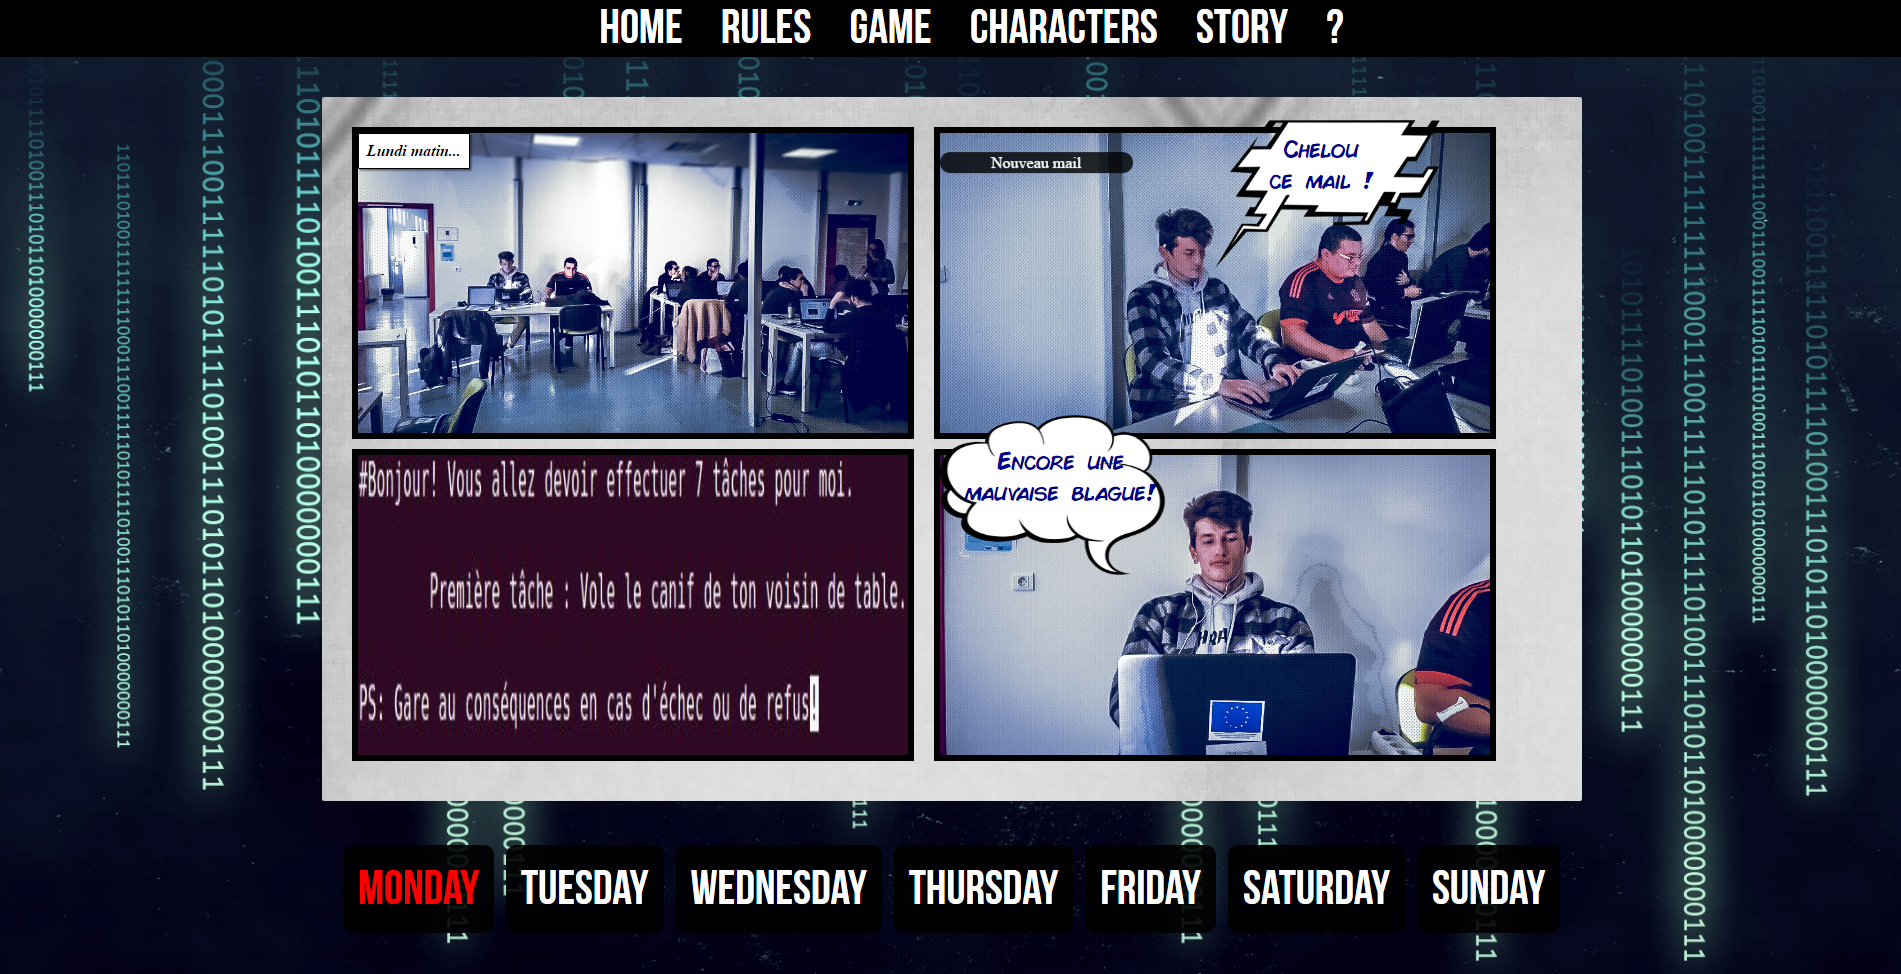 HOME RULES GAME CHARACTERS STORY ?
Lundi matin...
Nouveau mail
Chelou
ce mail !
#Bonjour! Vous allez devoir effectuer 7 tâches pour moi.
Première tâche : Vole le canif de ton voisin de table.
PS: Gare au conséquences en cas d'échec ou de refus!
Encore une
mauvaise blague!
MONDAY TUESDAY WEDNESDAY THURSDAY FRIDAY SATURDAY SUNDAY